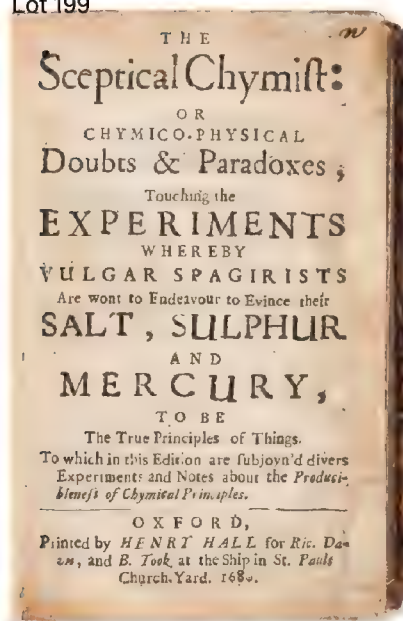 Lot 199
THE
Sceptical Chymiſt:
OR
CHYMICO-PHYSICAL
Doubts & Paradoxes,
Touching the
EXPERIMENTS
WHEREBY
VULGAR SPAGIRISTS
Are wont to Endeavour to Evince their
SALT, SULPHUR
AND
MERCURY,
TO BE
The True Principles of Things.
To which in this Edition are ſubjoyn'd divers
Experiments and Notes about the Produci-
bleneſs of Chymical Principles.
OXFORD,
Printed by HENRY HALL for Ric. Da-
vis, and B. Took at the Ship in St. Pauls
Church-Yard.